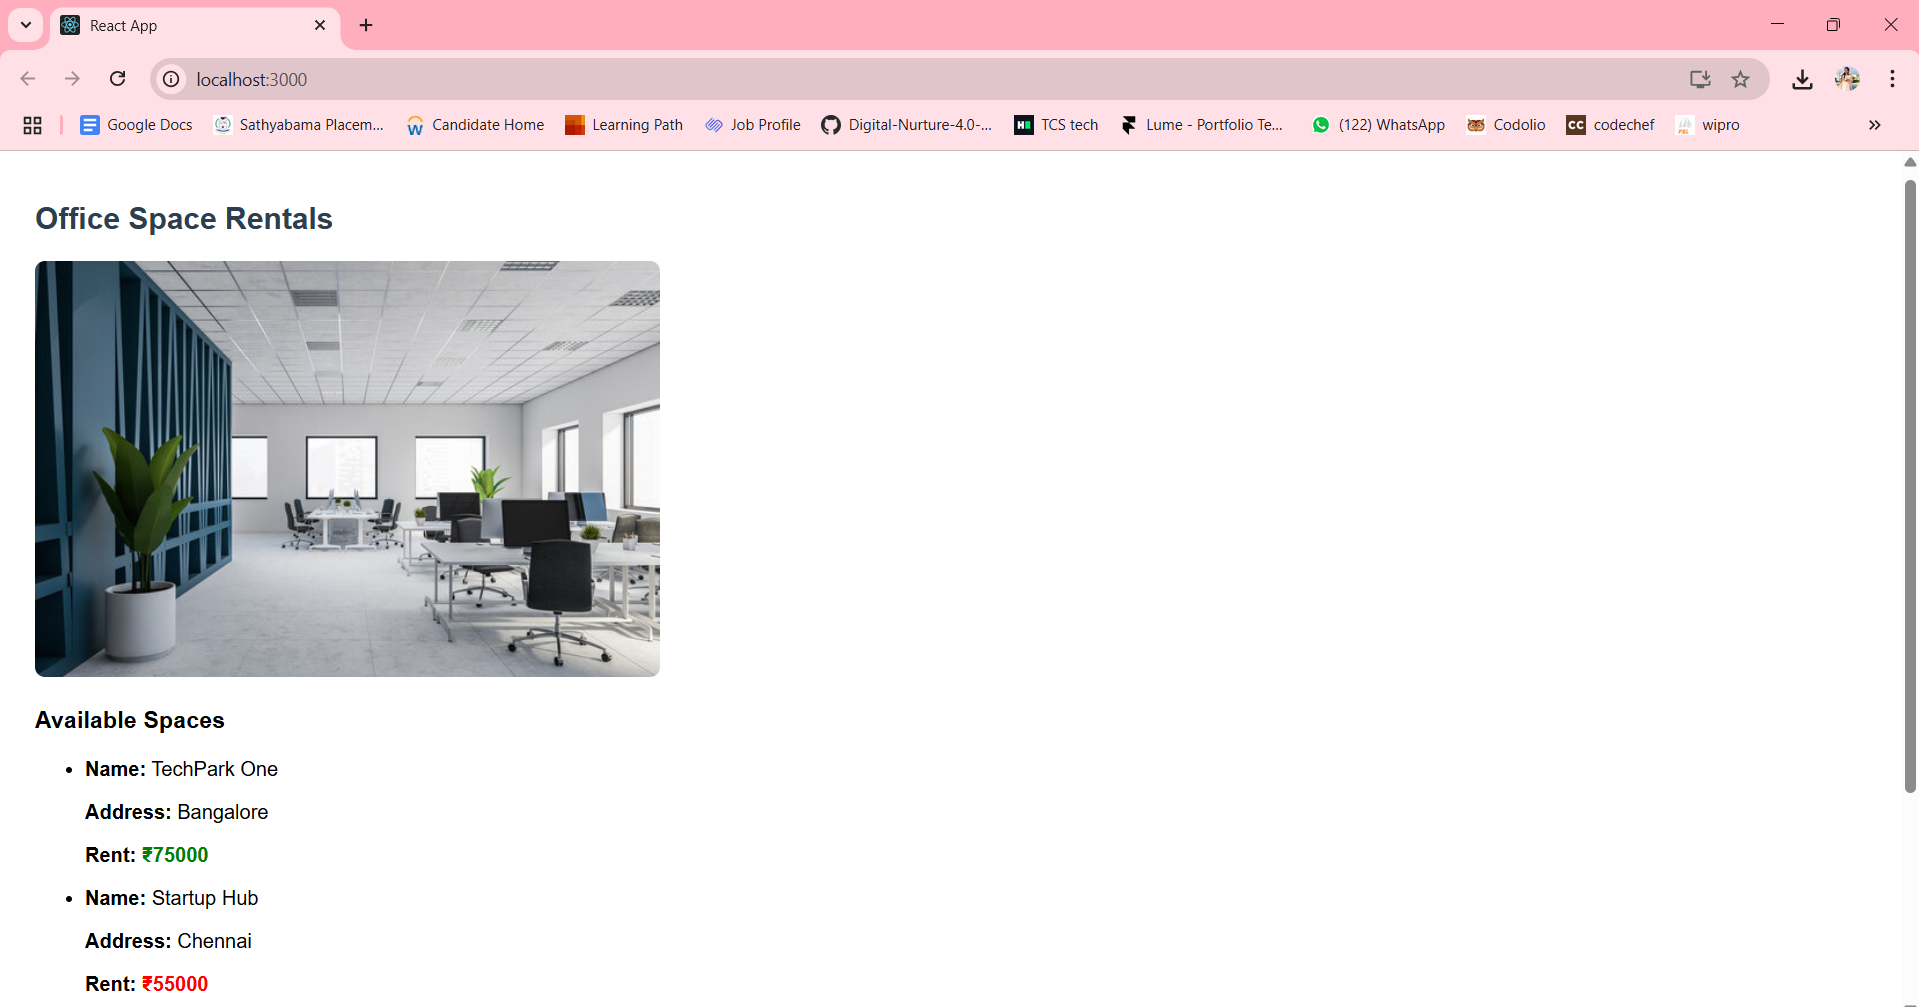 React App
localhost:3000
Google Docs Sathyabama Placem... Candidate Home Learning Path Job Profile Digital-Nurture-4.0-... TCS tech Lume - Portfolio Te... (122) WhatsApp Codolio codechef wipro
Office Space Rentals
Available Spaces
• Name: TechPark One
Address: Bangalore
Rent: ₹75000
• Name: Startup Hub
Address: Chennai
Rent: ₹55000